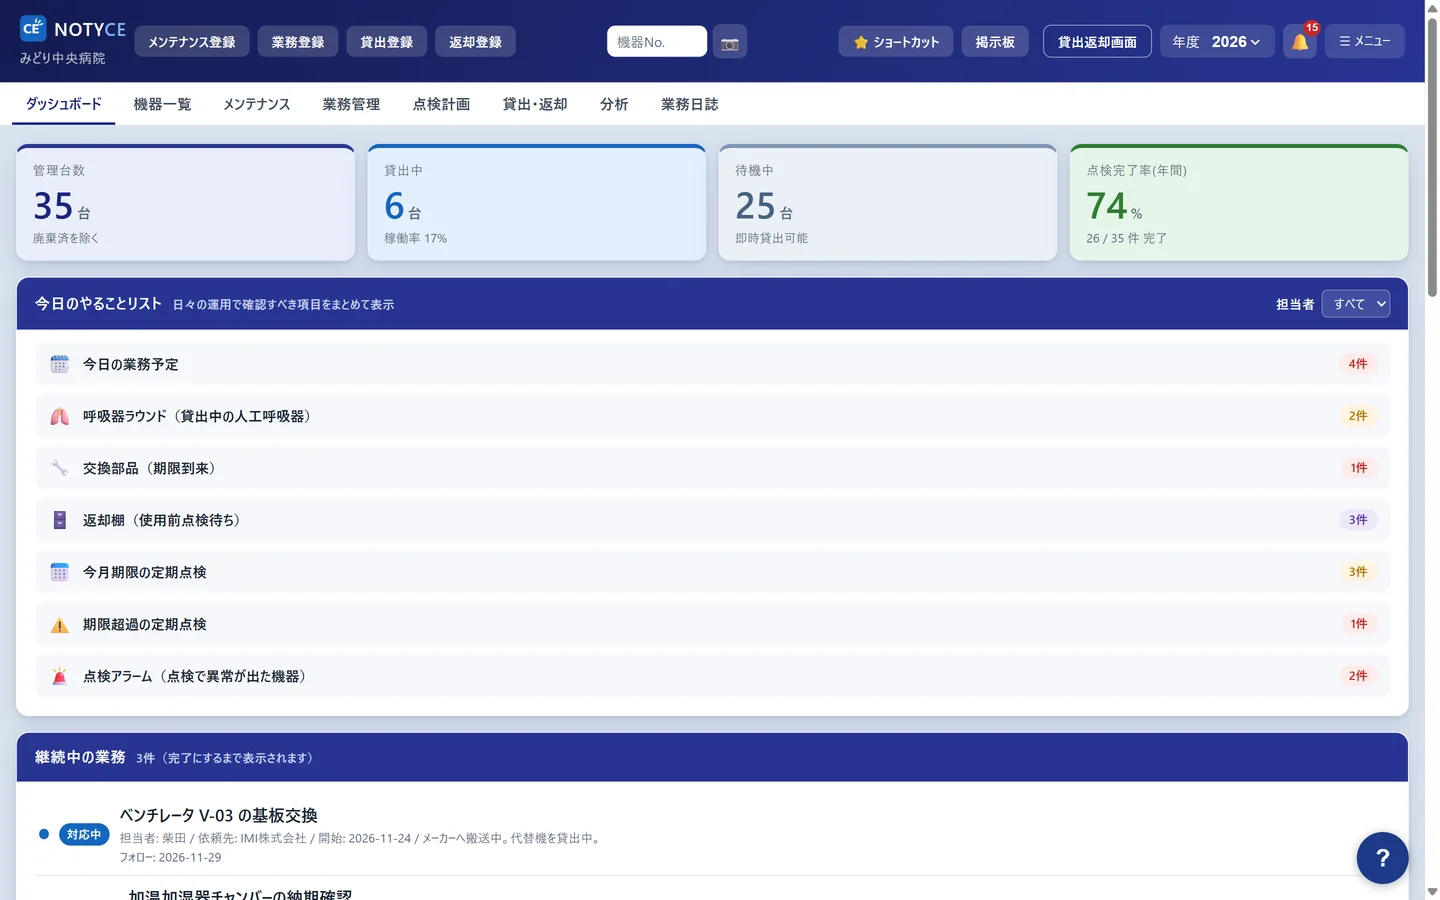 CE NOTYCE
みどり中央病院
メンテナンス登録
業務登録
貸出登録
返却登録
機器No.
ショートカット
掲示板
貸出返却画面
年度 2026
15
☰ メニュー
ダッシュボード
機器一覧
メンテナンス
業務管理
点検計画
貸出・返却
分析
業務日誌
管理台数
35 台
廃棄済を除く
貸出中
6 台
稼働率 17%
待機中
25 台
即時貸出可能
点検完了率(年間)
74 %
26 / 35 件 完了
今日のやることリスト 日々の運用で確認すべき項目をまとめて表示
担当者 すべて
今日の業務予定 4件
呼吸器ラウンド（貸出中の人工呼吸器） 2件
交換部品（期限到来） 1件
返却棚（使用前点検待ち） 3件
今月期限の定期点検 3件
期限超過の定期点検 1件
点検アラーム（点検で異常が出た機器） 2件
継続中の業務 3件（完了にするまで表示されます）
対応中
ベンチレータ V-03 の基板交換
担当者: 柴田 / 依頼先: IMI株式会社 / 開始: 2026-11-24 / メーカーへ搬送中。代替機を貸出中。
フォロー: 2026-11-29
加温加湿器チャンバーの納期確認
?